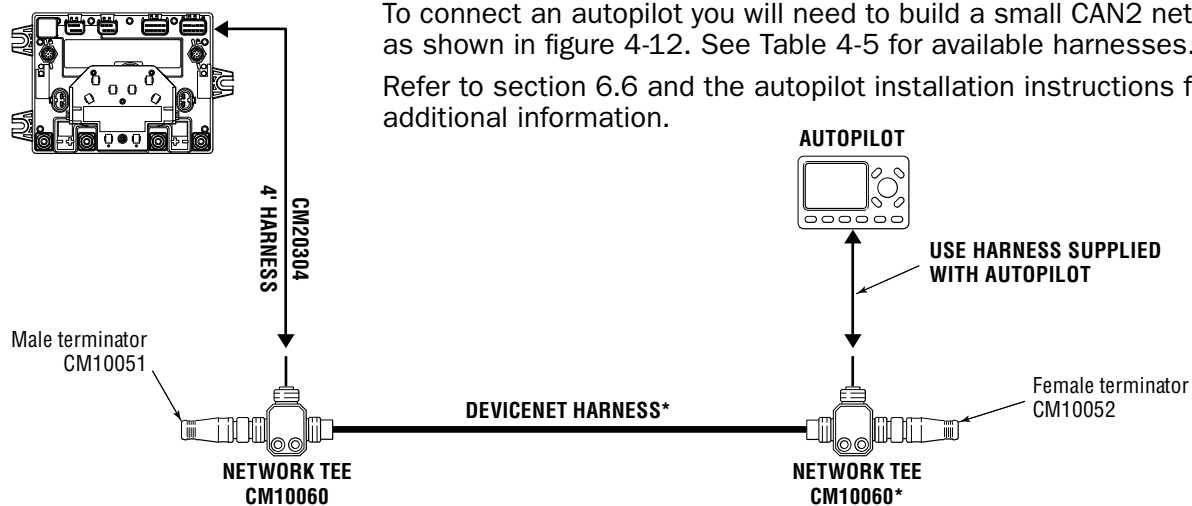 To connect an autopilot you will need to build a small CAN2 net
as shown in figure 4-12. See Table 4-5 for available harnesses.
Refer to section 6.6 and the autopilot installation instructions f
additional information.
AUTOPILOT
CM20304
4' HARNESS
USE HARNESS SUPPLIED
WITH AUTOPILOT
Male terminator
CM10051
DEVICENET HARNESS*
Female terminator
CM10052
NETWORK TEE
CM10060
NETWORK TEE
CM10060*